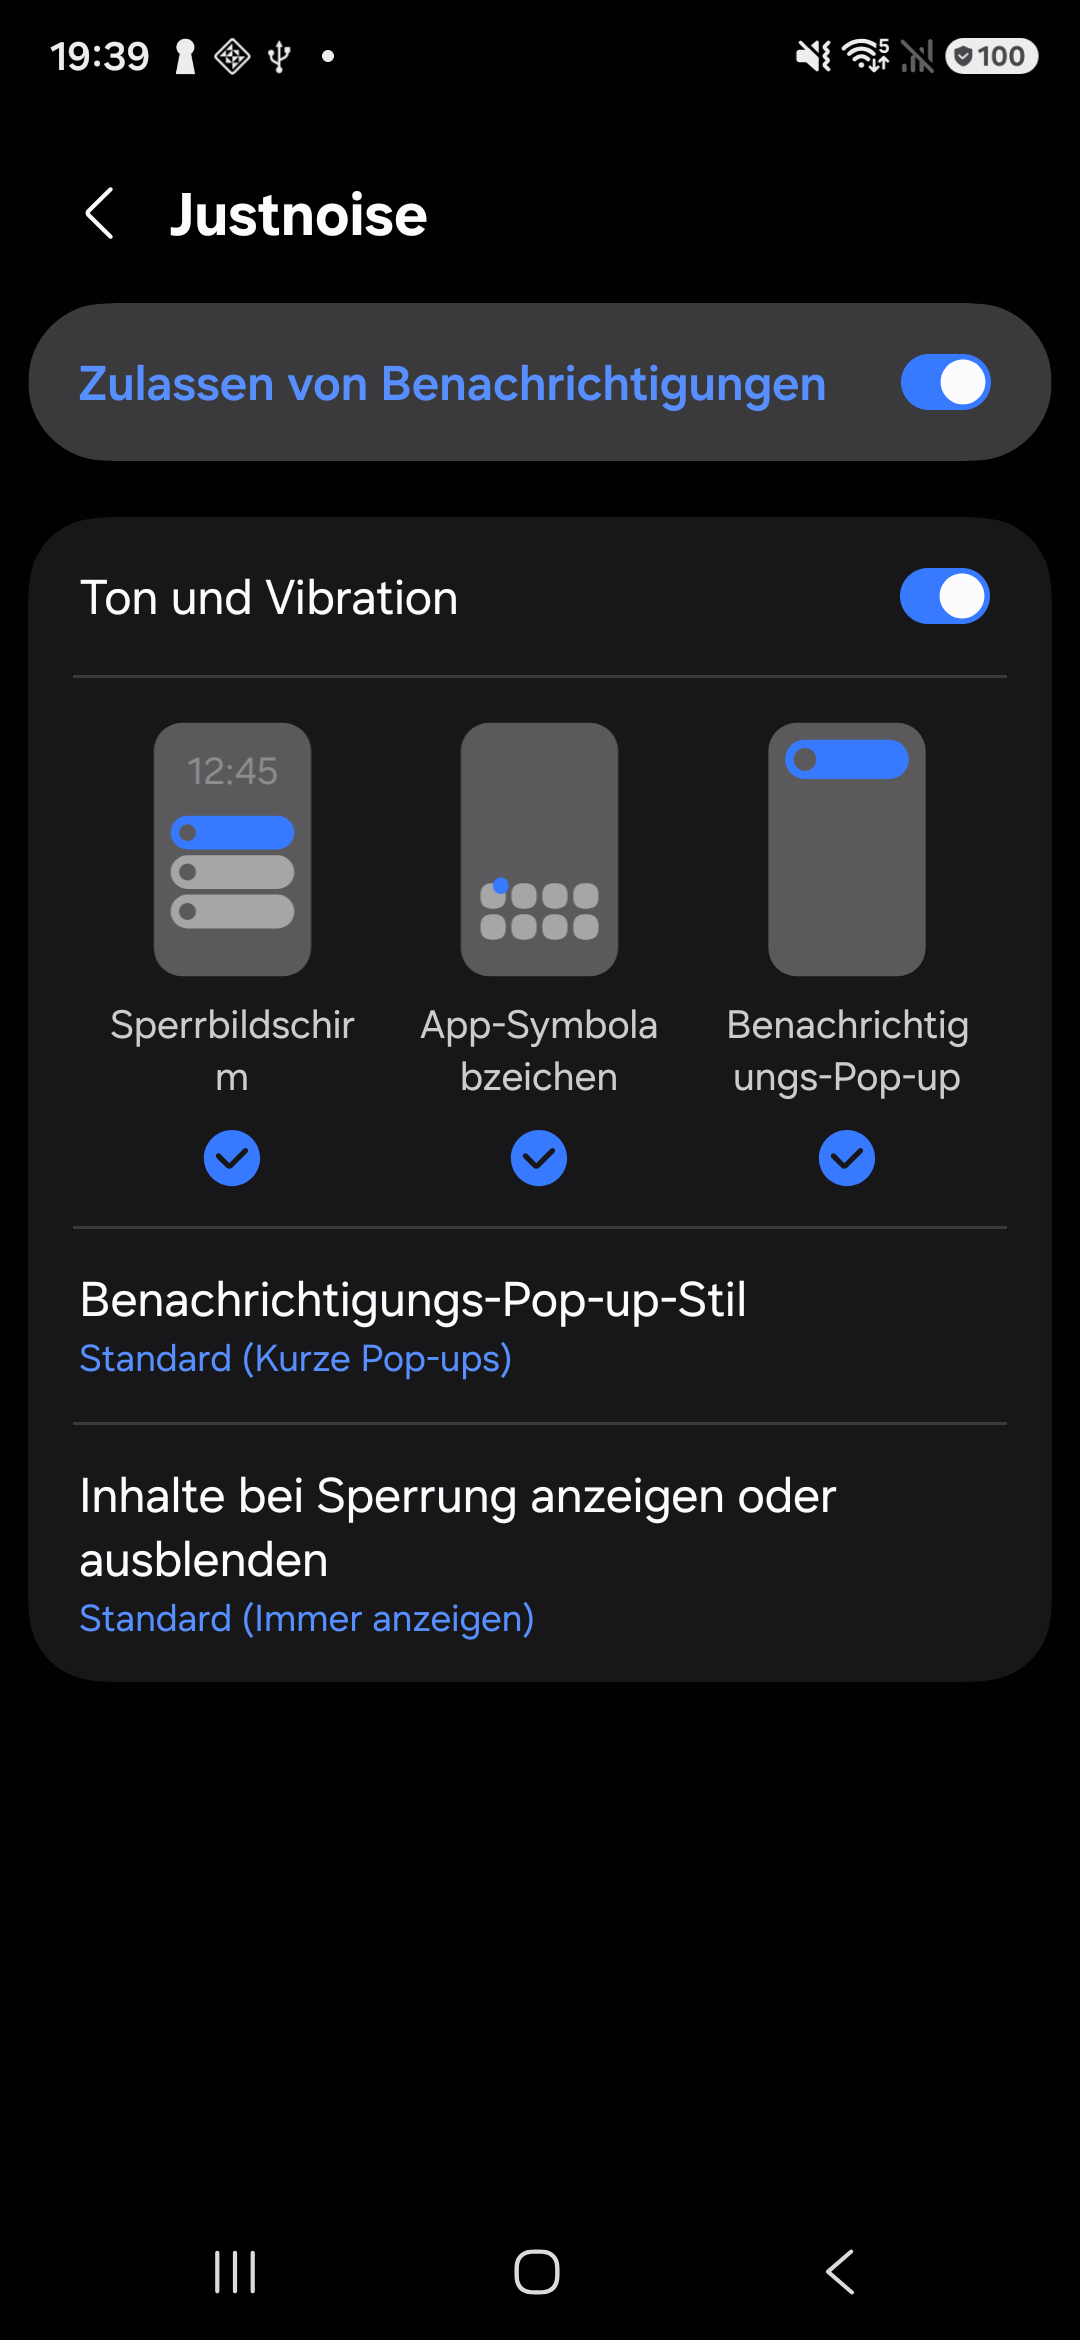 19:39
5
100
Justnoise
Zulassen von Benachrichtigungen
Ton und Vibration
12:45
Sperrbildschir
m
App-Symbola
bzeichen
Benachrichtig
ungs-Pop-up
Benachrichtigungs-Pop-up-Stil
Standard (Kurze Pop-ups)
Inhalte bei Sperrung anzeigen oder
ausblenden
Standard (Immer anzeigen)